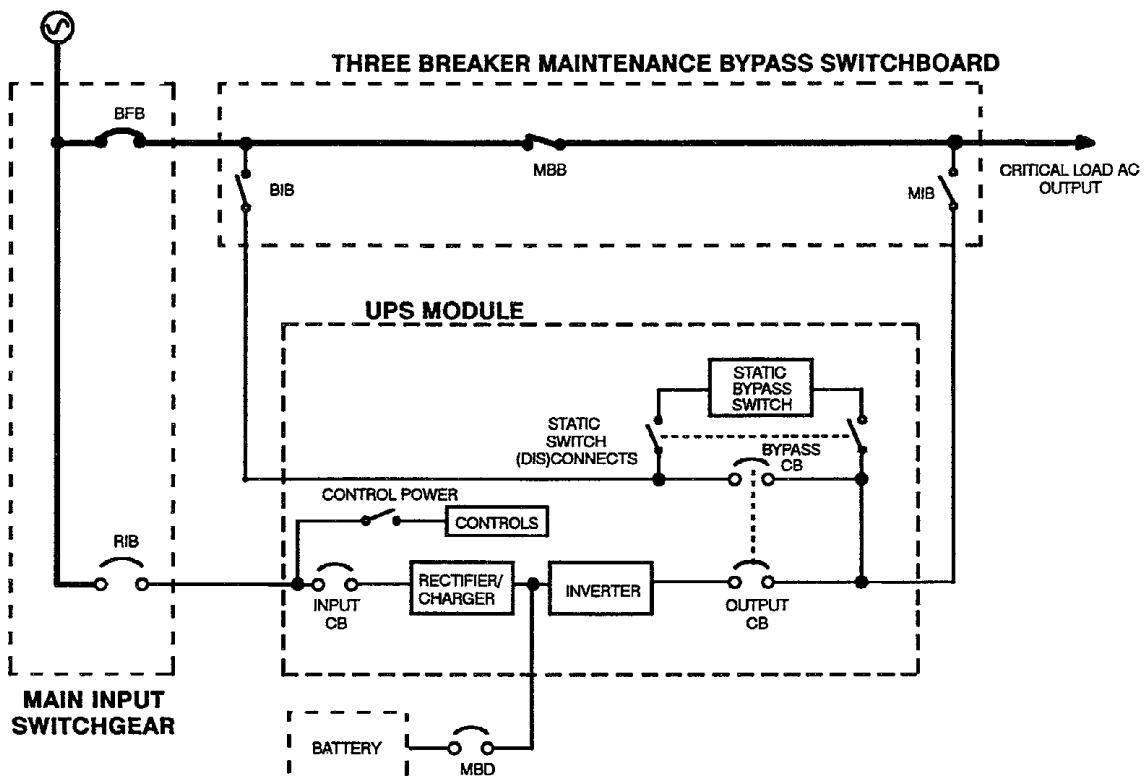 THREE BREAKER MAINTENANCE BYPASS SWITCHBOARD
BFB
MBB
CRITICAL LOAD AC
OUTPUT
BIB
MIB
UPS MODULE
STATIC
BYPASS
SWITCH
STATIC
SWITCH
(DIS)CONNECTS
BYPASS
CB
CONTROL POWER
CONTROLS
RIB
RECTIFIER/
CHARGER
INVERTER
INPUT
CB
OUTPUT
CB
MAIN INPUT
SWITCHGEAR
BATTERY
MBD